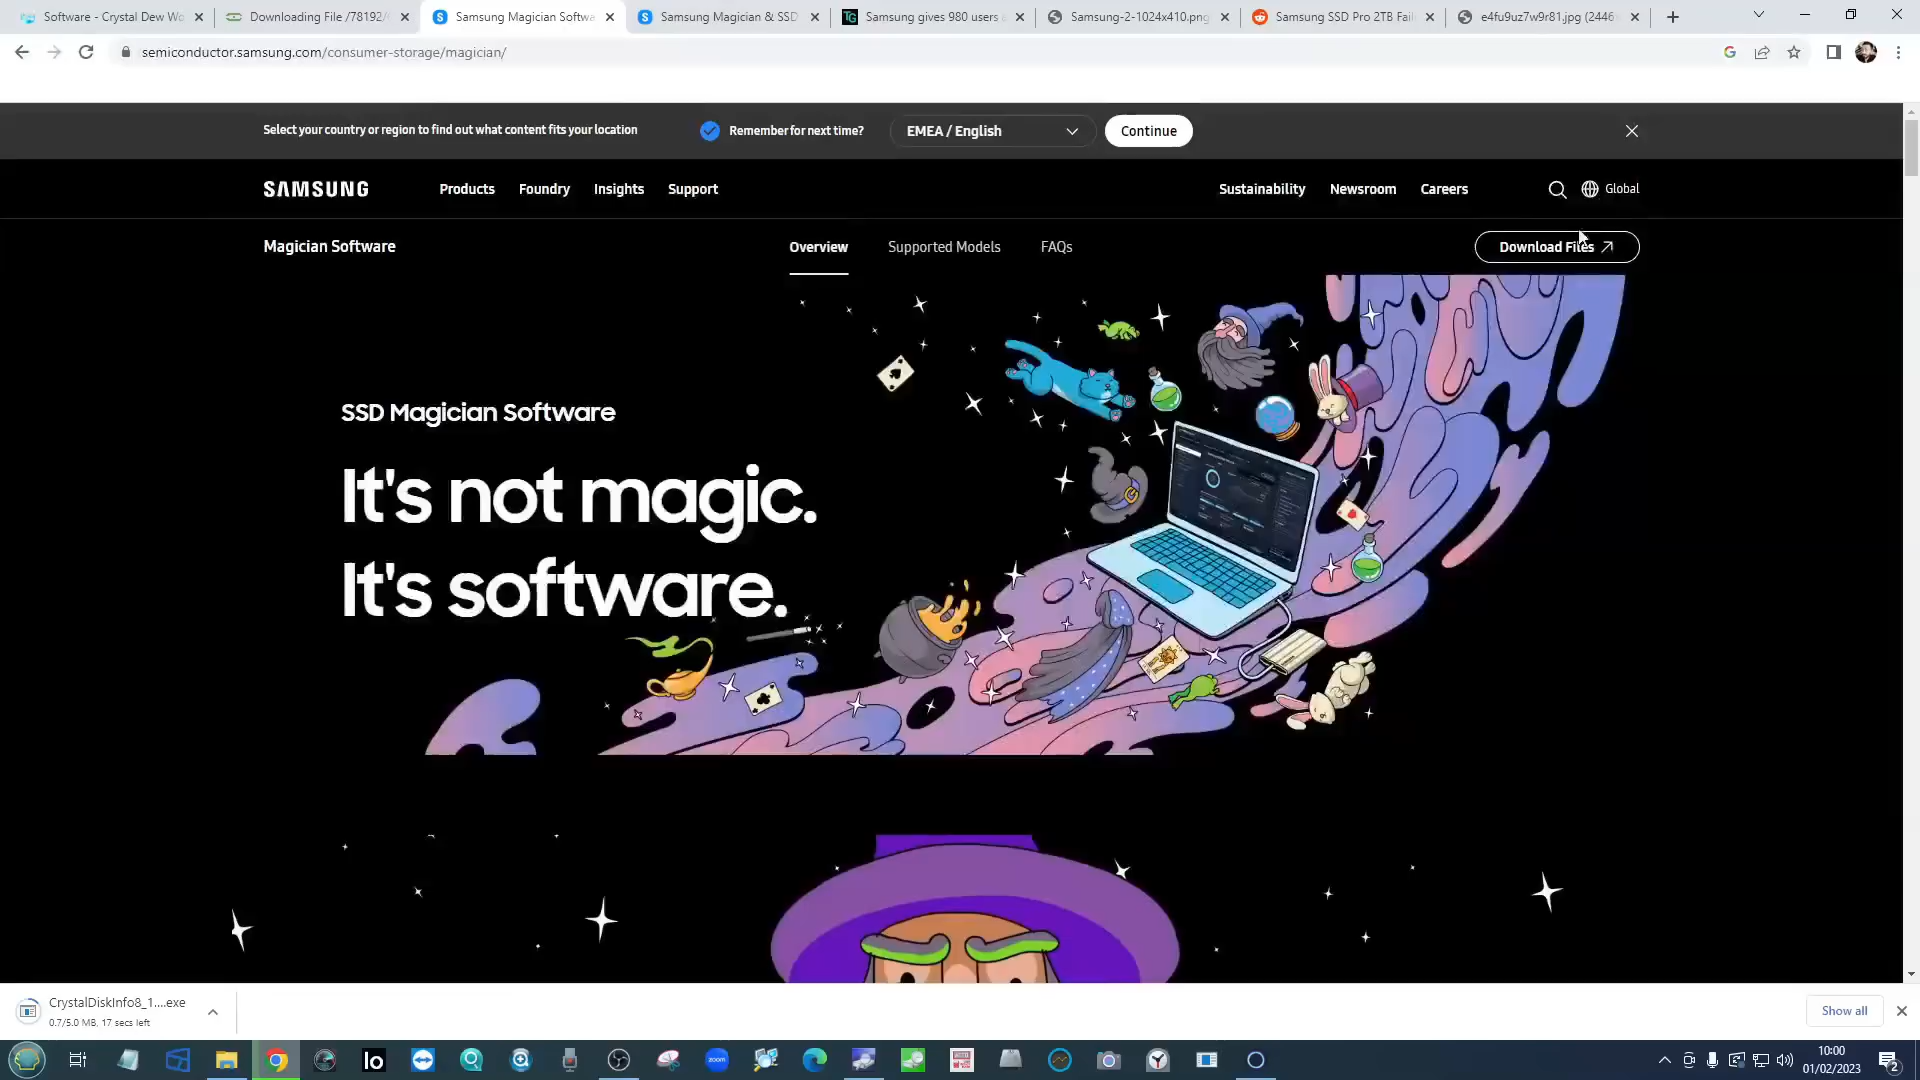 Software - Crystal Dew Wo
Downloading File /78192/
Samsung Magician Softwa
Samsung Magician & SSD
Samsung gives 980 users
Samsung-2-1024x410.png
Samsung SSD Pro 2TB Fail
e4fu9uz7w9r81.jpg (2446
semiconductor.samsung.com/consumer-storage/magician/
Select your country or region to find out what content fits your location
Remember for next time?
EMEA / English
Continue
SAMSUNG
Products
Foundry
Insights
Support
Sustainability
Newsroom
Careers
Global
Magician Software
Overview
Supported Models
FAQs
Download Files
SSD Magician Software
It's not magic.
It's software.
CrystalDiskInfo8_1....exe
0.7/5.0 MB, 17 secs left
Show all
lo
zoom
10:00
01/02/2023
2